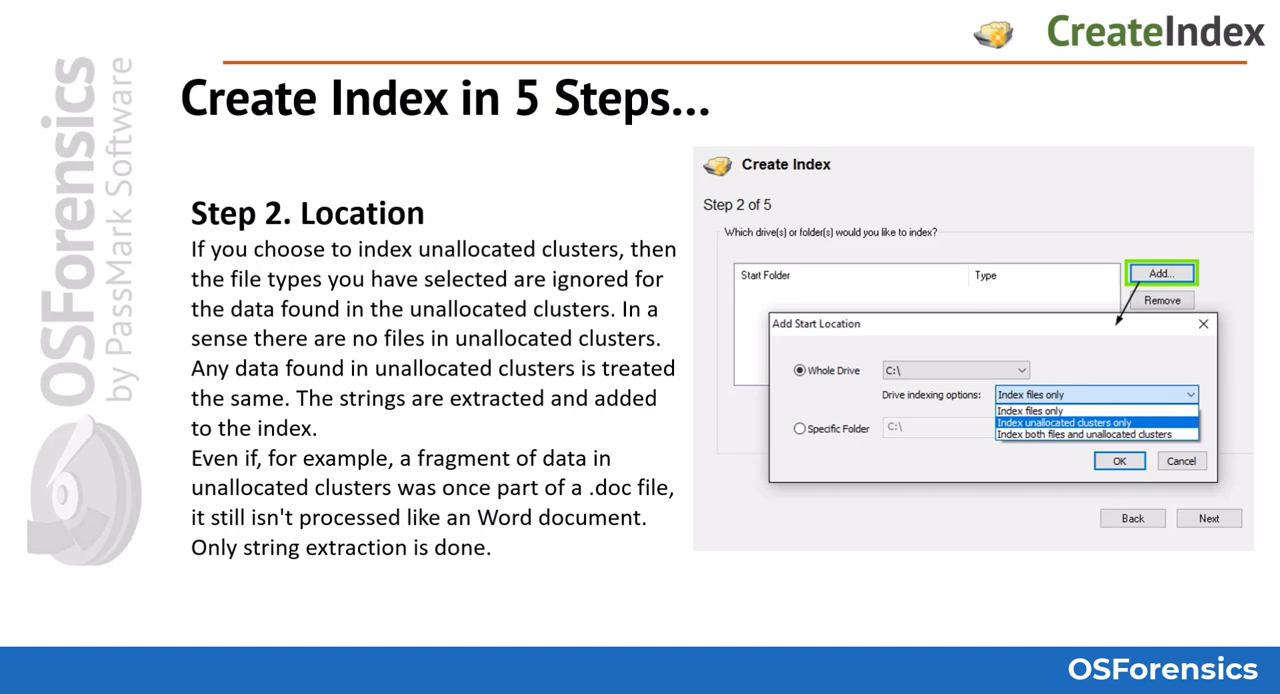 CreateIndex
OSForensics
by PassMark Software
Create Index in 5 Steps...
Step 2. Location
If you choose to index unallocated clusters, then
the file types you have selected are ignored for
the data found in the unallocated clusters. In a
sense there are no files in unallocated clusters.
Any data found in unallocated clusters is treated
the same. The strings are extracted and added
to the index.
Even if, for example, a fragment of data in
unallocated clusters was once part of a .doc file,
it still isn't processed like an Word document.
Only string extraction is done.
Create Index
Step 2 of 5
Which drive(s) or folder(s) would you like to index?
Start Folder Type Add...
Remove
Add Start Location
Whole Drive C:\
Drive indexing options: Index files only
Index files only
Index unallocated clusters only
Index both files and unallocated clusters
Specific Folder C:\
OK Cancel
Back Next
OSForensics